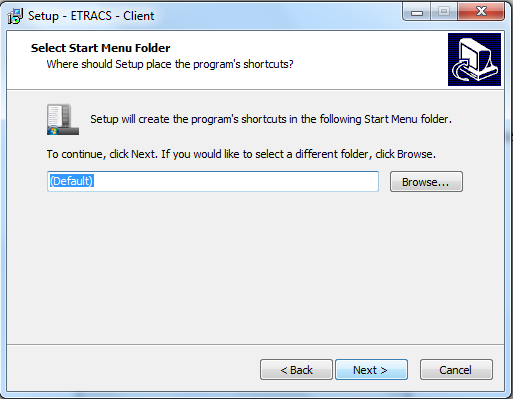 Setup - ETRACS - Client
Select Start Menu Folder
Where should Setup place the program's shortcuts?
Setup will create the program's shortcuts in the following Start Menu folder.
To continue, click Next. If you would like to select a different folder, click Browse.
(Default)
Browse...
< Back
Next >
Cancel